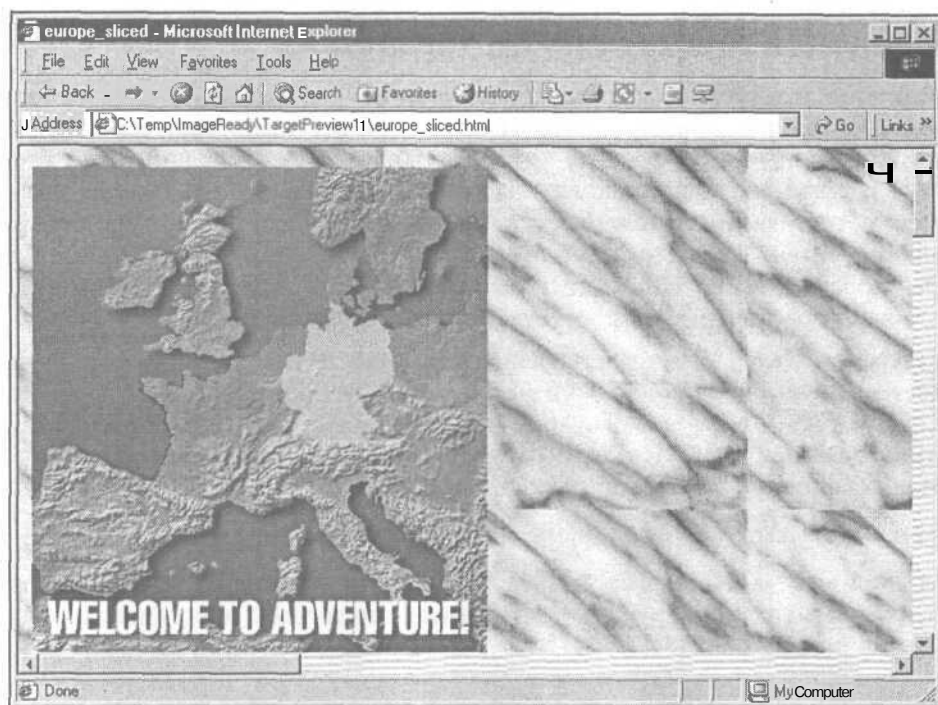 europe_sliced - Microsoft Internet Explorer
File Edit View Favorites Tools Help
Back Search Favorites History
Address C:\Temp\ImageReady\TargetPreview11\europe_sliced.html Go Links »
WELCOME TO ADVENTURE!
Done My Computer